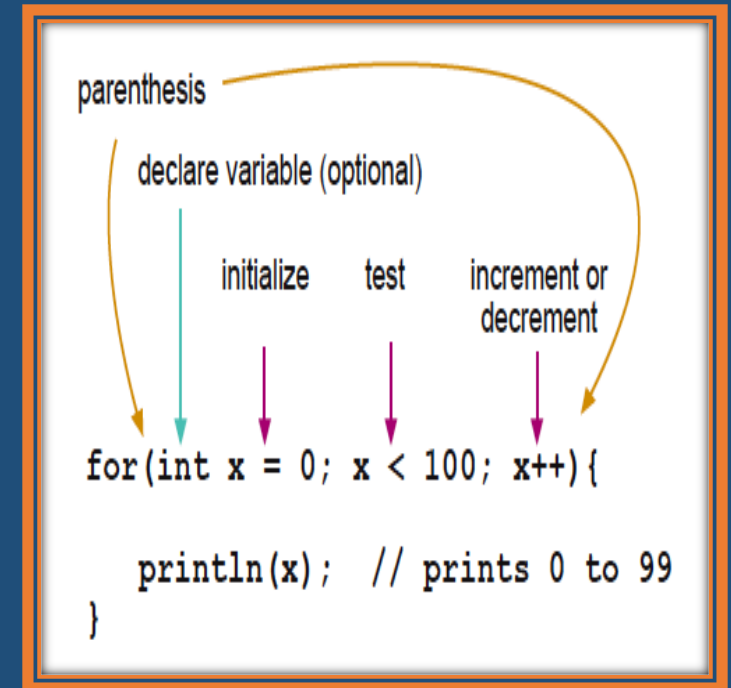 parenthesis
declare variable (optional)
initialize test increment or
decrement
for(int x = 0; x < 100; x++){
println(x); // prints 0 to 99
}